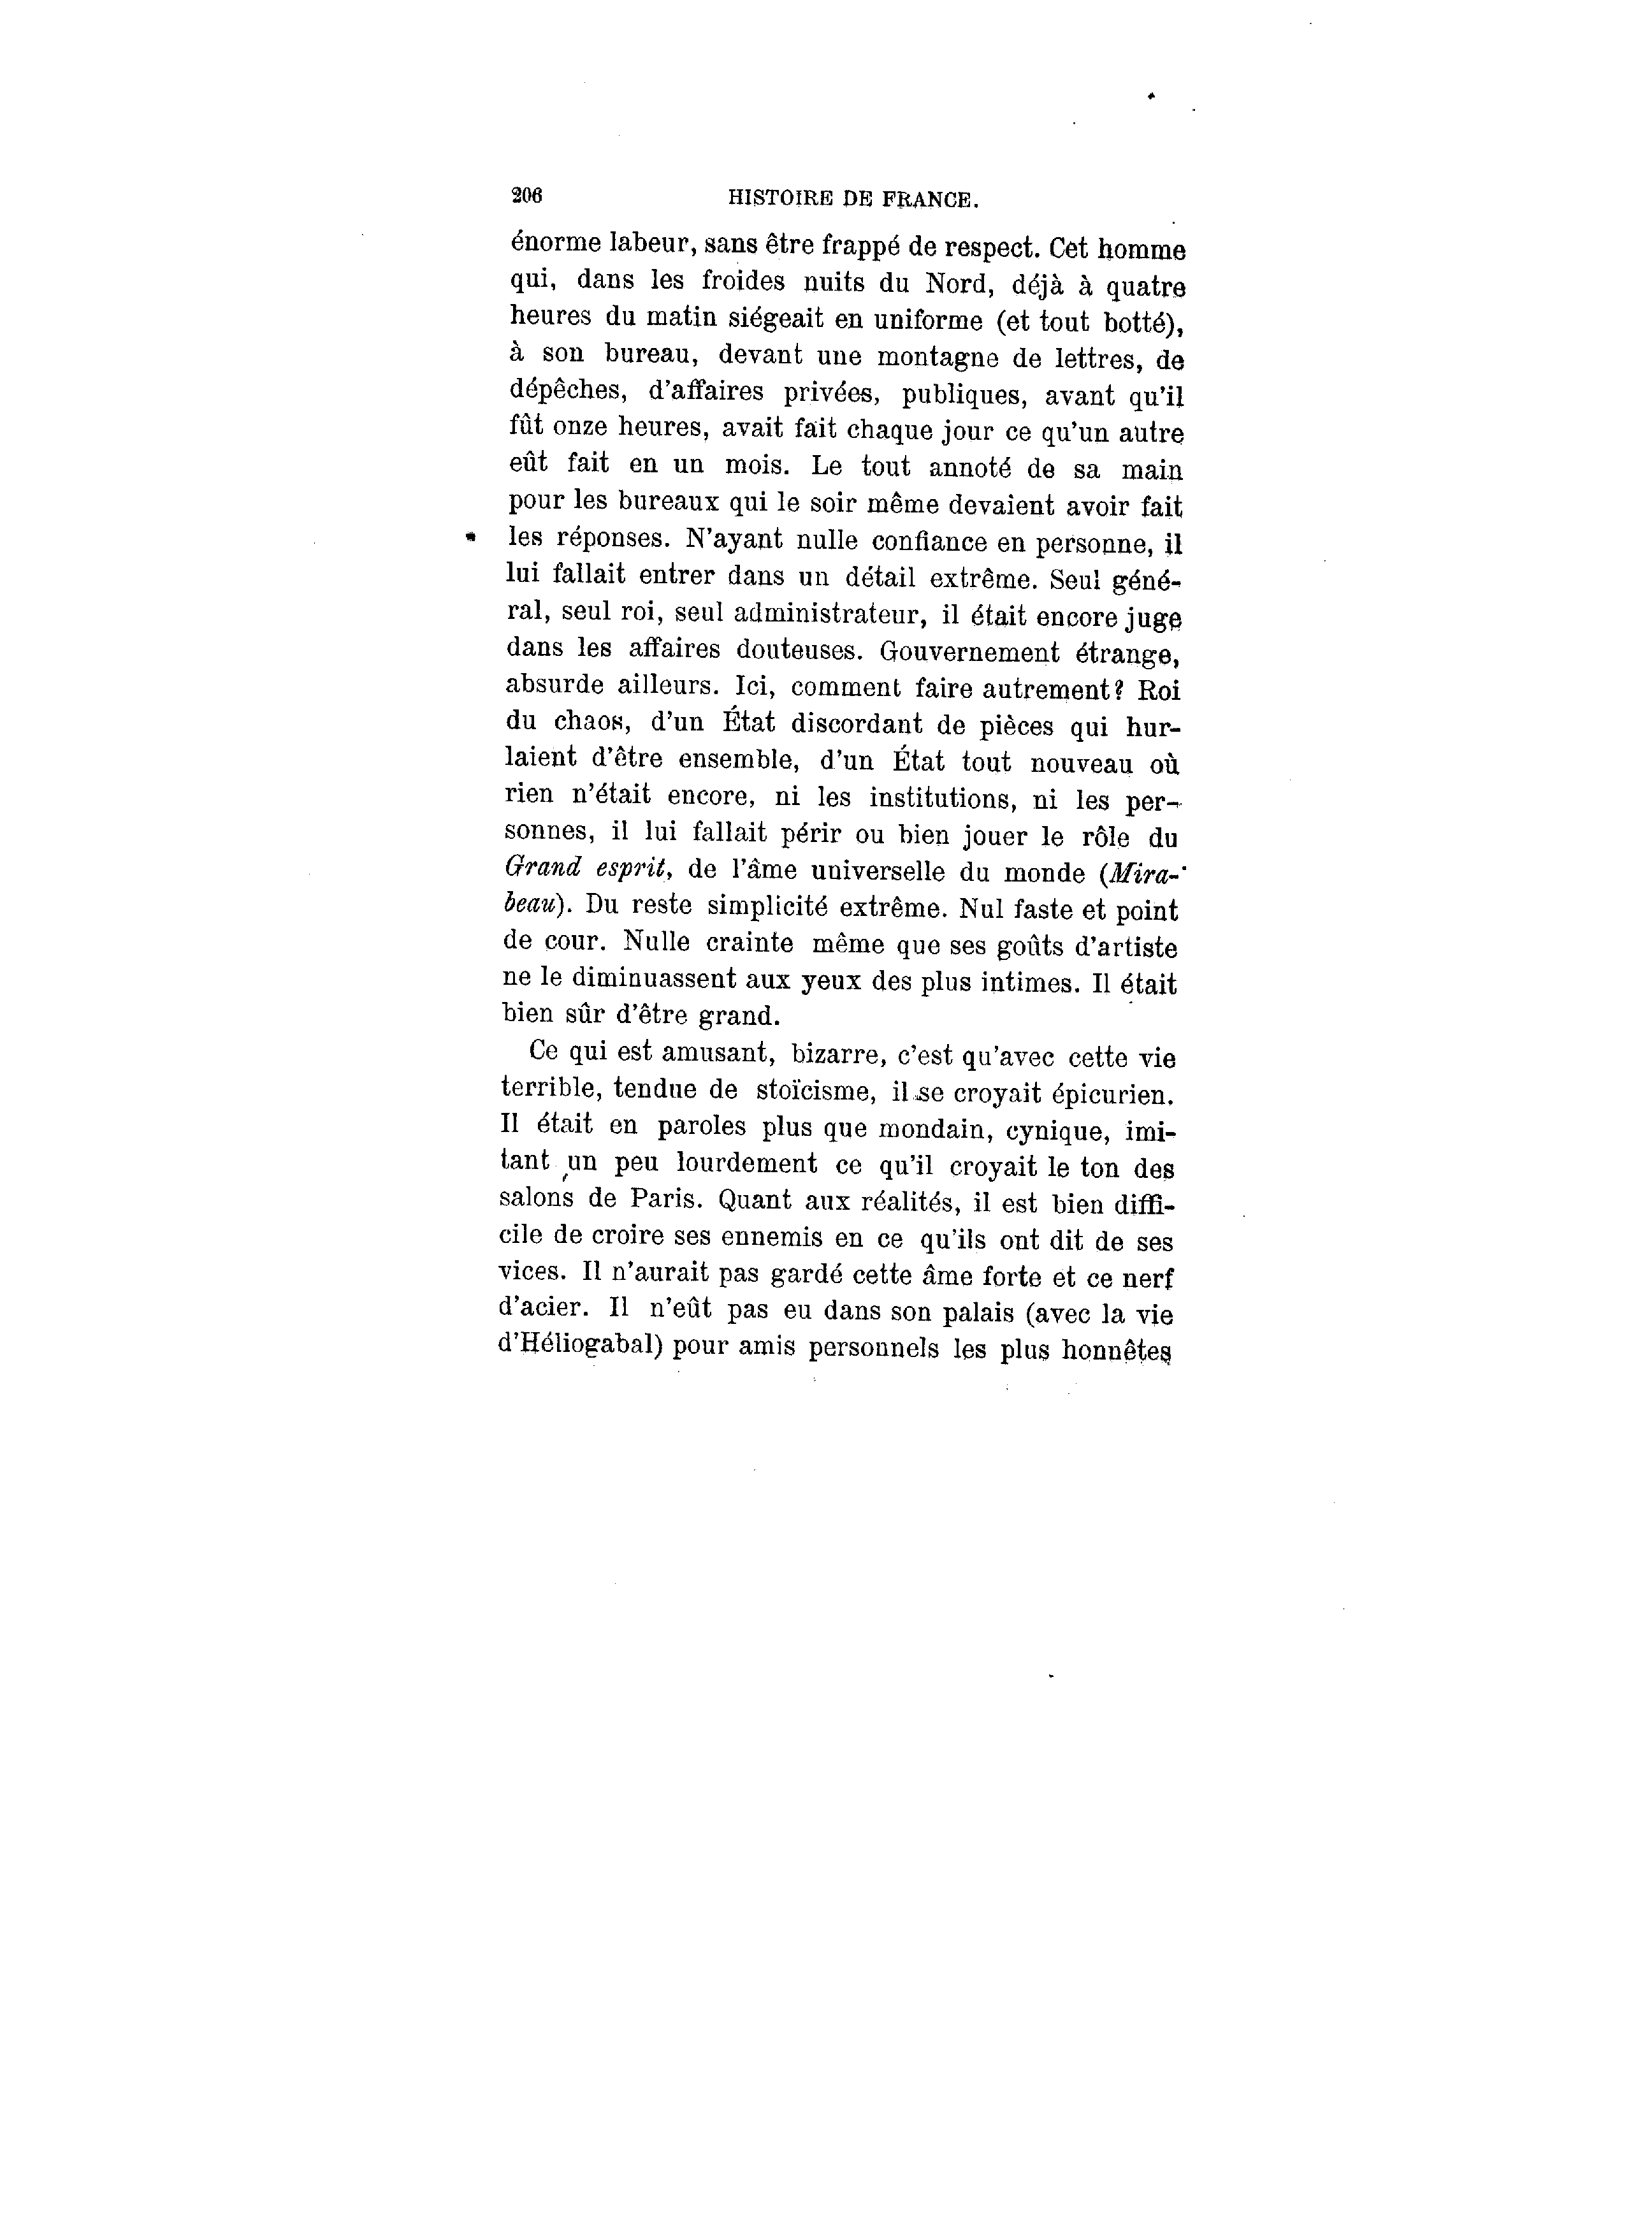 206 HISTOIRE DE FRANCE.
énorme labeur, sans être frappé de respect. Cet homme
qui, dans les froides nuits du Nord, déjà à quatre
heures du matin siégeait en uniforme (et tout botté),
à son bureau, devant une montagne de lettres, de
dépêches, d'affaires privées, publiques, avant qu'il
fût onze heures, avait fait chaque jour ce qu'un autre
eût fait en un mois. Le tout annoté de sa main
pour les bureaux qui le soir même devaient avoir fait
les réponses. N'ayant nulle confiance en personne, il
lui fallait entrer dans un détail extrême. Seul géné-
ral, seul roi, seul administrateur, il était encore juge
dans les affaires douteuses. Gouvernement étrange,
absurde ailleurs. Ici, comment faire autrement? Roi
du chaos, d'un État discordant de pièces qui hur-
laient d'être ensemble, d'un État tout nouveau où
rien n'était encore, ni les institutions, ni les per-
sonnes, il lui fallait périr ou bien jouer le rôle du
Grand esprit, de l'âme universelle du monde (Mira-
beau). Du reste simplicité extrême. Nul faste et point
de cour. Nulle crainte même que ses goûts d'artiste
ne le diminuassent aux yeux des plus intimes. Il était
bien sûr d'être grand.
Ce qui est amusant, bizarre, c'est qu'avec cette vie
terrible, tendue de stoïcisme, il se croyait épicurien.
Il était en paroles plus que mondain, cynique, imi-
tant un peu lourdement ce qu'il croyait le ton des
salons de Paris. Quant aux réalités, il est bien diffi-
cile de croire ses ennemis en ce qu'ils ont dit de ses
vices. Il n'aurait pas gardé cette âme forte et ce nerf
d'acier. Il n'eût pas eu dans son palais (avec la vie
d'Héliogabal) pour amis personnels les plus honnêtes